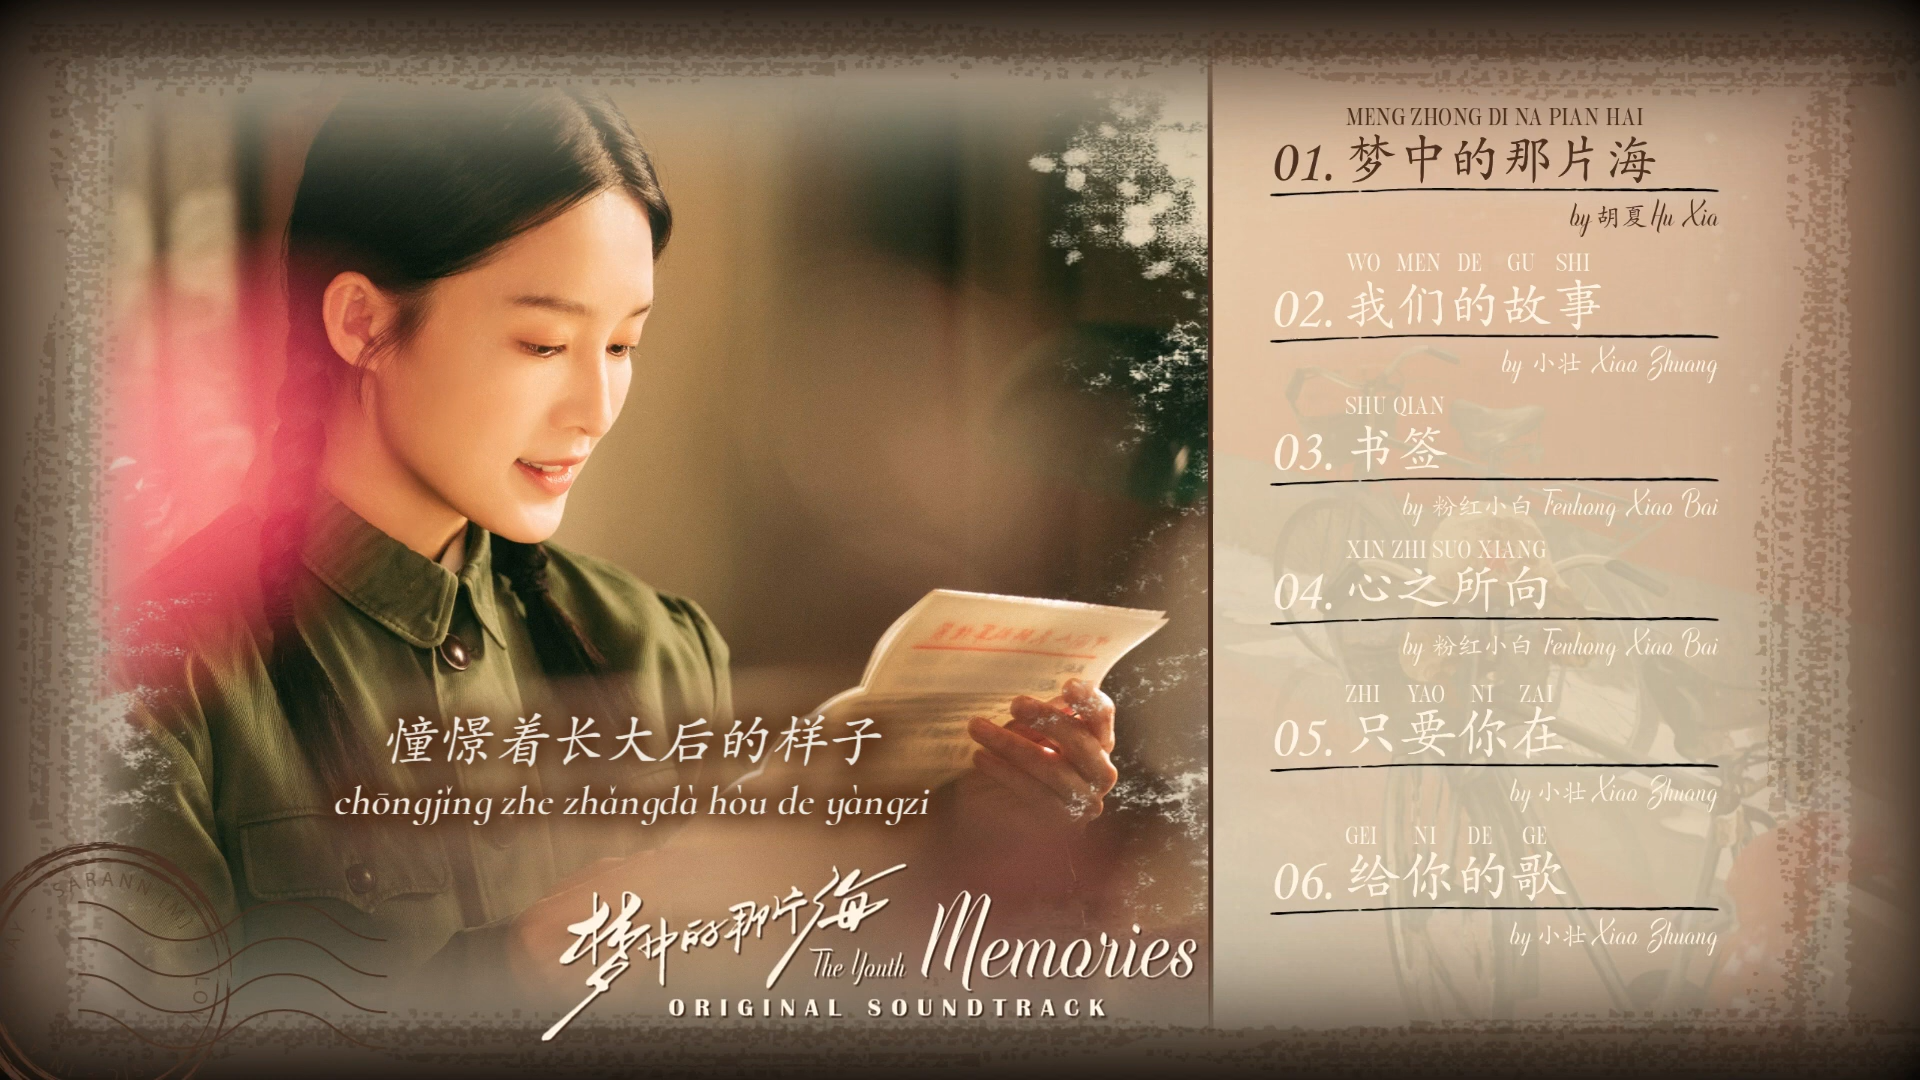 憧憬着长大后的样子
chōngjǐng zhe zhǎngdà hòu de yàngzi
梦中的那片海
The Youth Memories
ORIGINAL SOUNDTRACK
SARANN (MJ)
MENG ZHONG DI NA PIAN HAI
01. 梦中的那片海
by 胡夏 Hu Xia
WO MEN DE GU SHI
02. 我们的故事
by 小壮 Xiao Zhuang
SHU QIAN
03. 书签
by 粉红小白 Fenhong Xiao Bai
XIN ZHI SUO XIANG
04. 心之所向
by 粉红小白 Fenhong Xiao Bai
ZHI YAO NI ZAI
05. 只要你在
by 小壮 Xiao Zhuang
GEI NI DE GE
06. 给你的歌
by 小壮 Xiao Zhuang